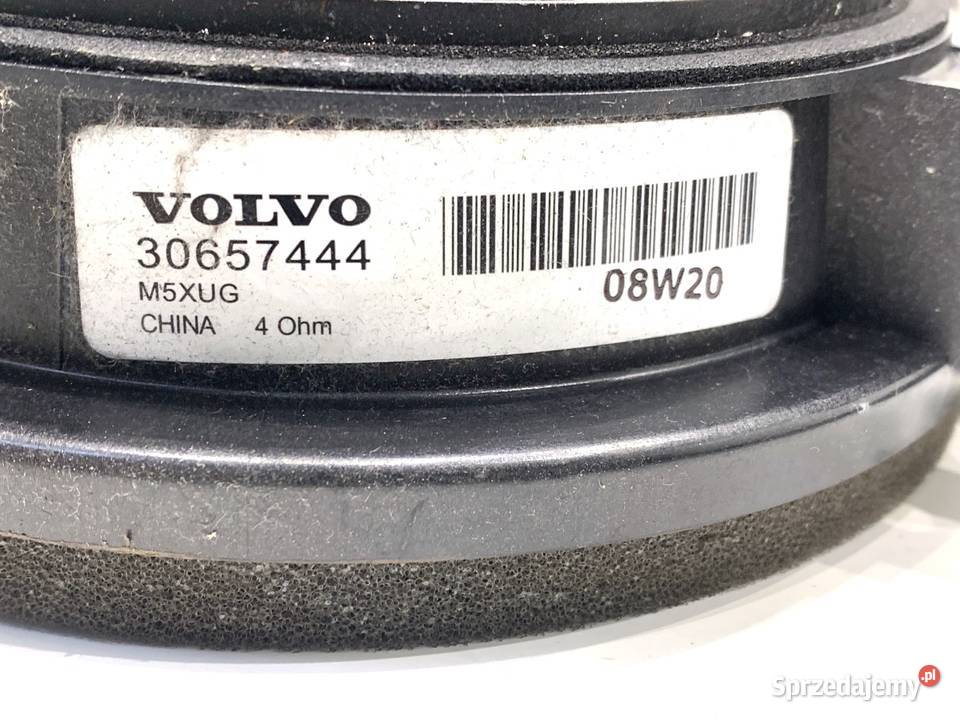 VOLVO
30657444
M5XUG
CHINA 4 Ohm
08W20
Sprzedajemy.pl